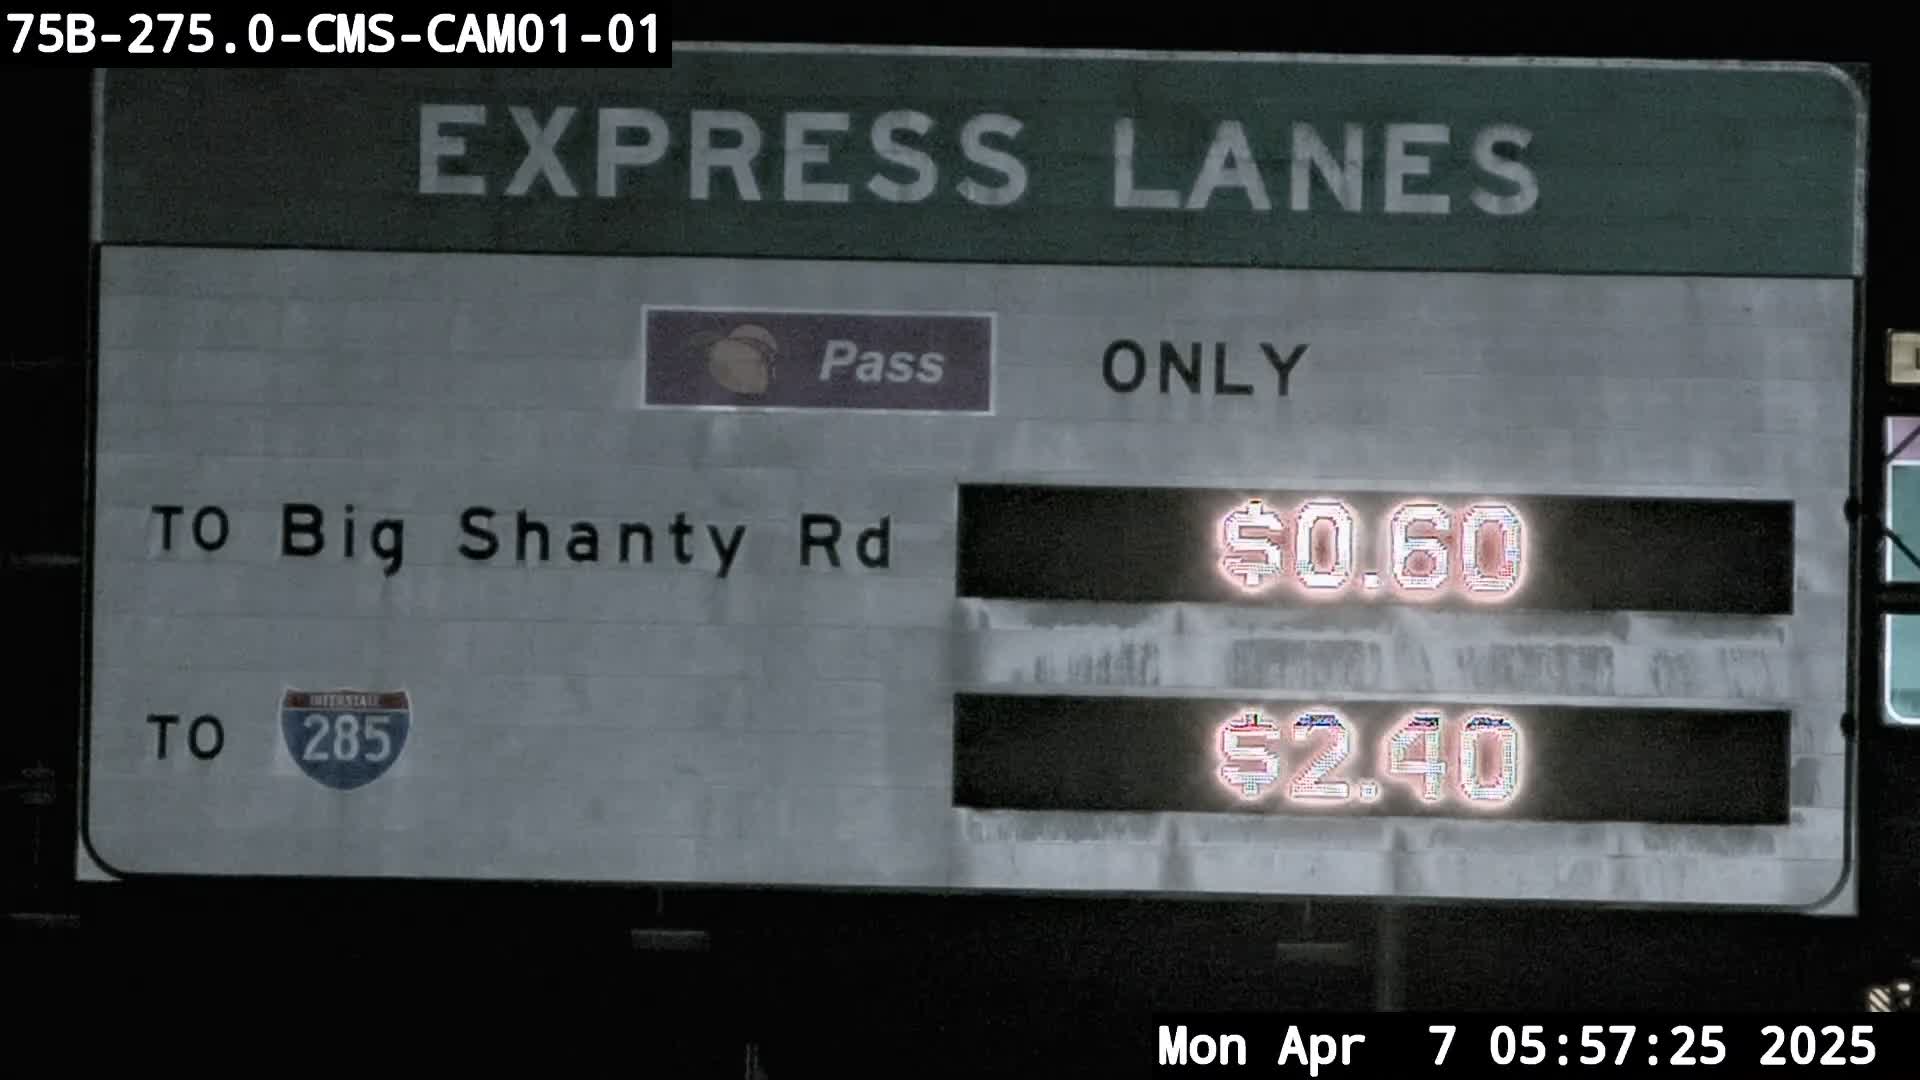 75B-275.0-CMS-CAM01-01
EXPRESS LANES
Pass ONLY
TO Big Shanty Rd $0.60
TO INTERSTATE 285 $2.40
Mon Apr 7 05:57:25 2025